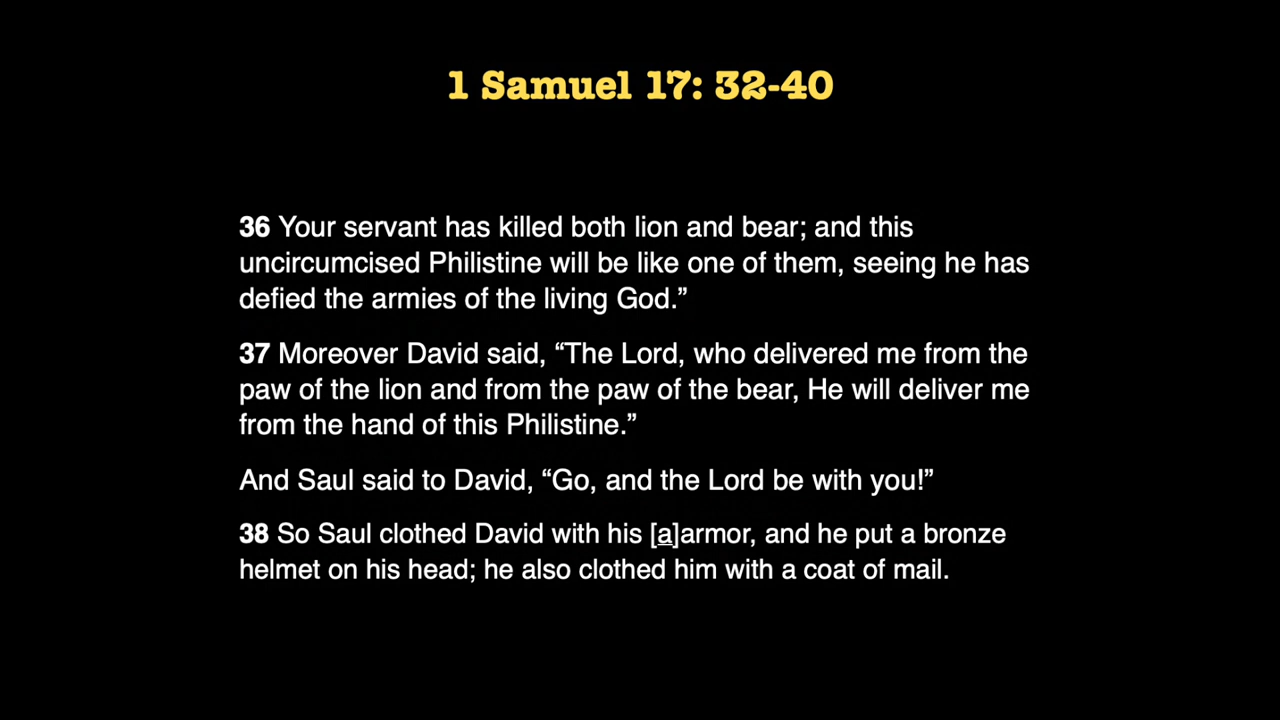 1 Samuel 17: 32-40
36 Your servant has killed both lion and bear; and this
uncircumcised Philistine will be like one of them, seeing he has
defied the armies of the living God.”
37 Moreover David said, “The Lord, who delivered me from the
paw of the lion and from the paw of the bear, He will deliver me
from the hand of this Philistine.”
And Saul said to David, “Go, and the Lord be with you!”
38 So Saul clothed David with his [a]armor, and he put a bronze
helmet on his head; he also clothed him with a coat of mail.